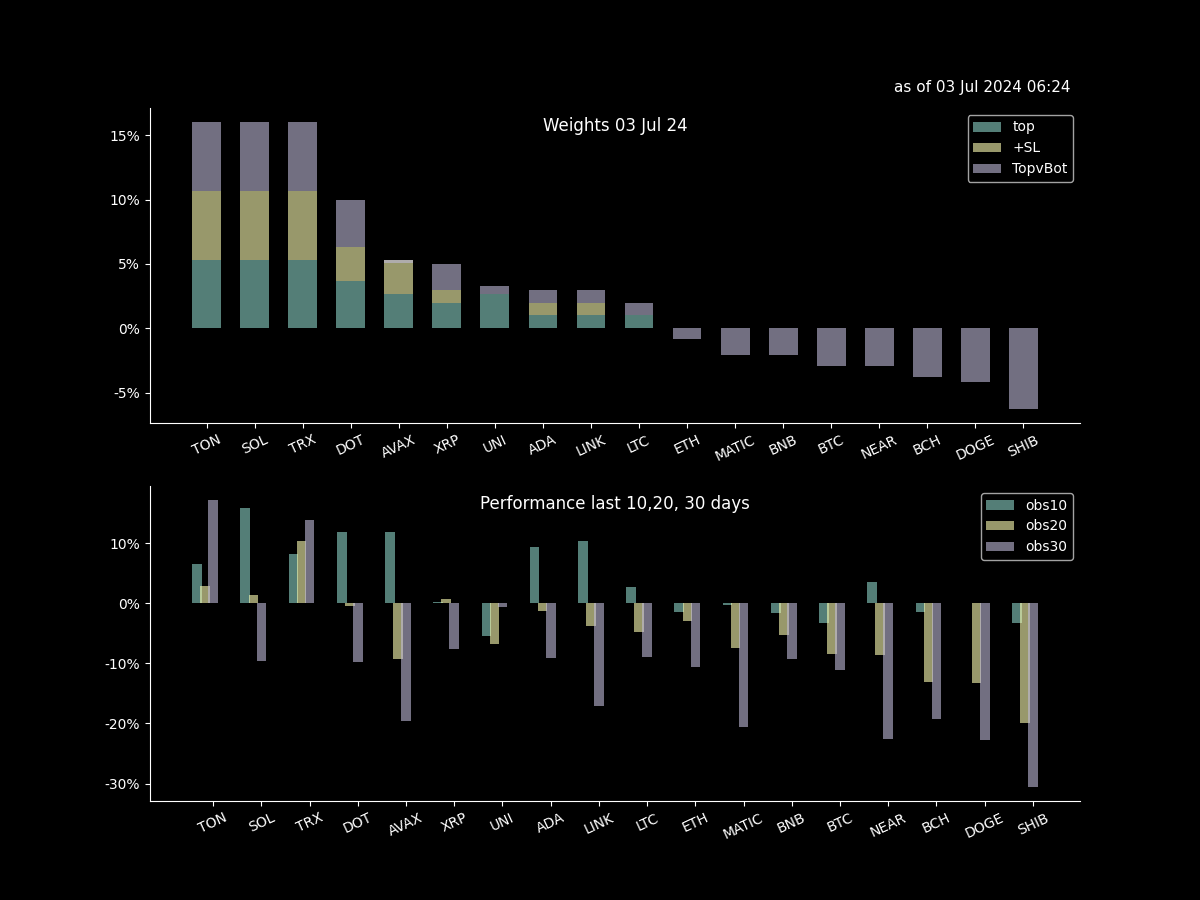 as of 03 Jul 2024 06:24
Weights 03 Jul 24
top
+SL
TopvBot
15%
10%
5%
0%
-5%
TON SOL TRX DOT AVAX XRP UNI ADA LINK LTC ETH MATIC BNB BTC NEAR BCH DOGE SHIB
Performance last 10,20, 30 days
obs10
obs20
obs30
10%
0%
-10%
-20%
-30%
TON SOL TRX DOT AVAX XRP UNI ADA LINK LTC ETH MATIC BNB BTC NEAR BCH DOGE SHIB